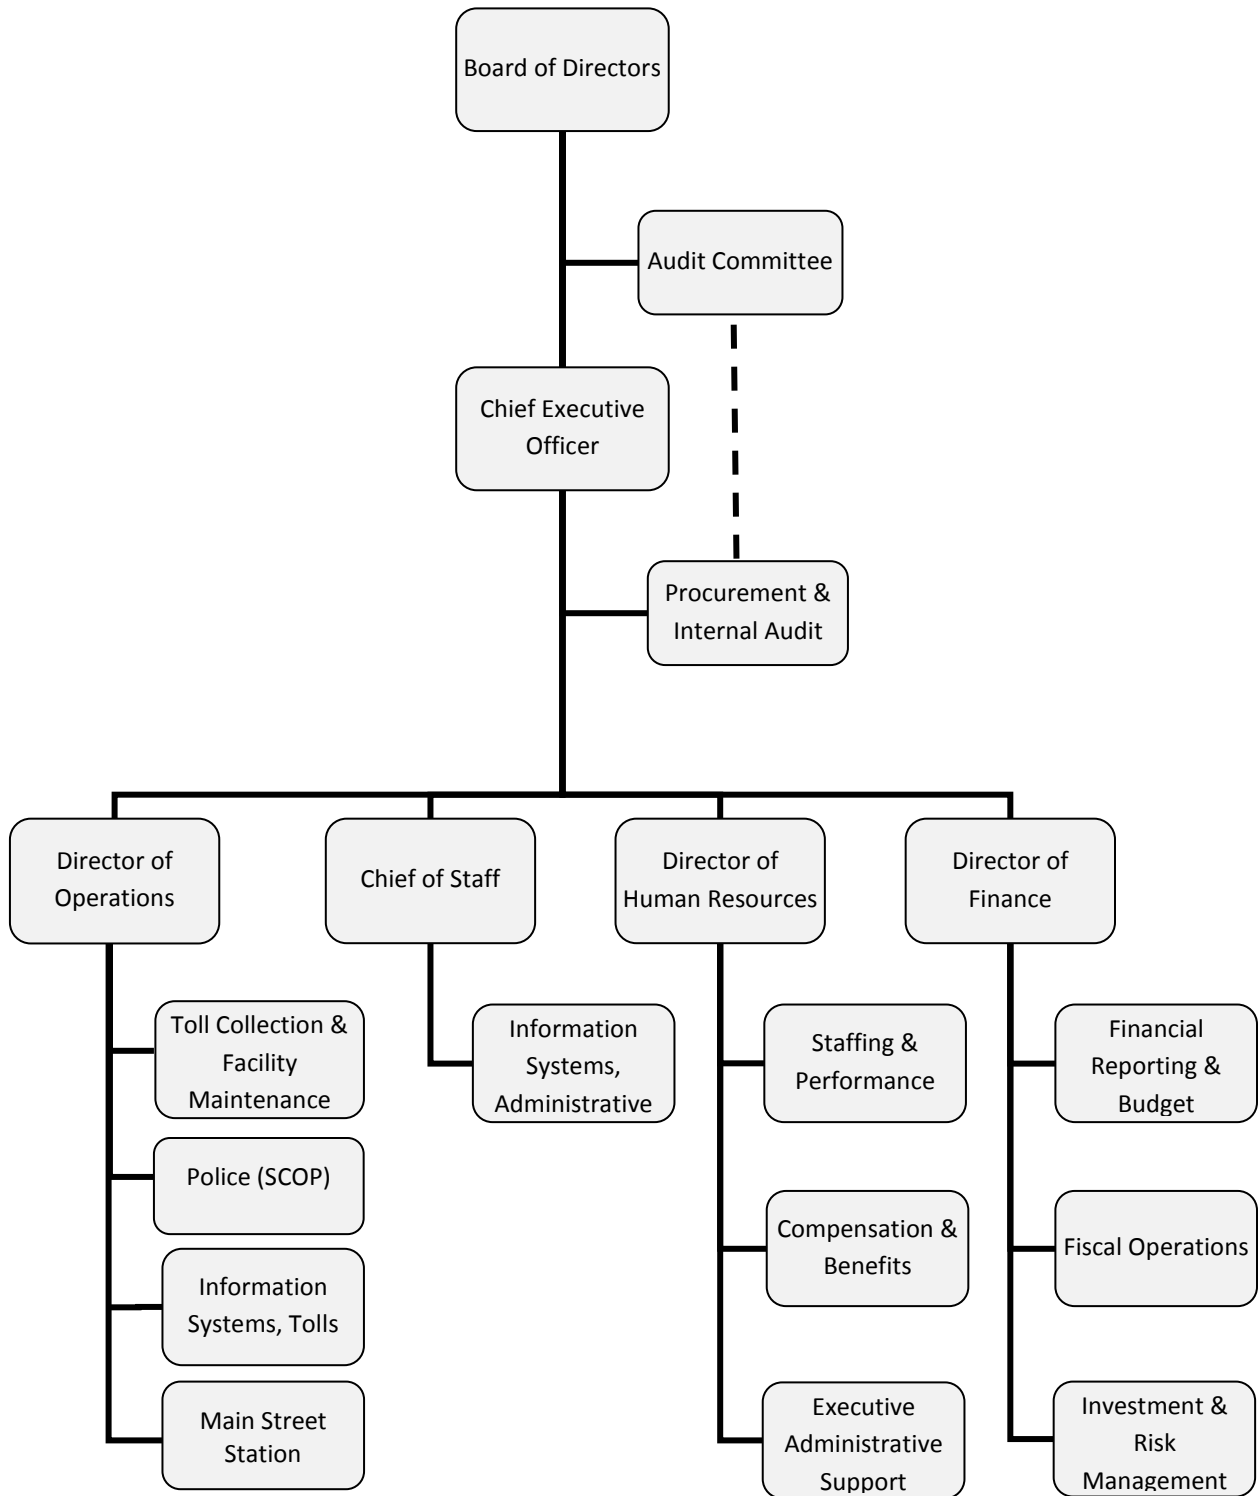 Board of Directors
Audit Committee
Chief Executive
Officer
Procurement &
Internal Audit
Director of
Operations
Chief of Staff
Director of
Human Resources
Director of
Finance
Toll Collection &
Facility
Maintenance
Police (SCOP)
Information
Systems, Tolls
Main Street
Station
Information
Systems,
Administrative
Staffing &
Performance
Compensation &
Benefits
Executive
Administrative
Support
Financial
Reporting &
Budget
Fiscal Operations
Investment &
Risk
Management